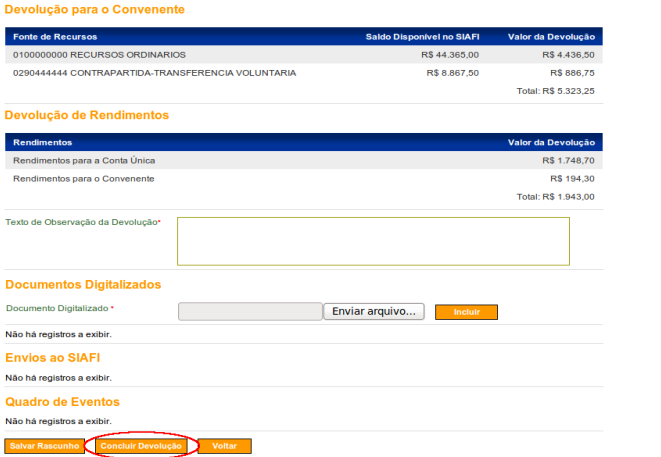 Devolução para o Convenente
Fonte de Recursos Saldo Disponível no SIAFI Valor da Devolução
0100000000 RECURSOS ORDINARIOS R$ 44.365,00 R$ 4.436,50
0290444444 CONTRAPARTIDA-TRANSFERENCIA VOLUNTARIA R$ 8.867,50 R$ 886,75
Total: R$ 5.323,25
Devolução de Rendimentos
Rendimentos Valor da Devolução
Rendimentos para a Conta Única R$ 1.748,70
Rendimentos para o Convenente R$ 194,30
Total: R$ 1.943,00
Texto de Observação da Devolução*
Documentos Digitalizados
Documento Digitalizado * Enviar arquivo... Incluir
Não há registros a exibir.
Envios ao SIAFI
Não há registros a exibir.
Quadro de Eventos
Não há registros a exibir.
Salvar Rascunho Concluir Devolução Voltar